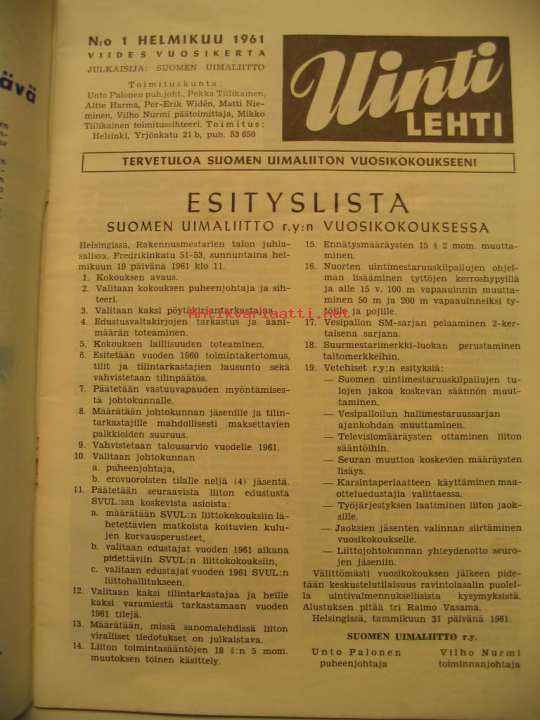 N:o 1 HELMIKUU 1961
VIIDES VUOSIKERTA
JULKAISIJA: SUOMEN UIMALIITTO
Toimituskunta:
Unto Palonen puh.joht., Pekka Tiilikainen,
Altte Harma, Per-Erik Widén, Matti Nie-
minen, Vilho Nurmi päätoimittaja, Mikko
Tiilikainen toimitussihteeri. Toimitus:
Helsinki, Yrjönkatu 21 b, puh. 53 650
Uinti
LEHTI
TERVETULOA SUOMEN UIMALIITON VUOSIKOKOUKSEEN!
ESITYSLISTA
SUOMEN UIMALIITTO r.y:n VUOSIKOKOUKSESSA
Helsingissä, Rakennusmestarien talon juhla-
salissa, Fredrikinkatu 51-53, sunnuntaina helmi-
kuun 19 päivänä 1961 klo 11.
1. Kokouksen avaus.
2. Valitaan kokouksen puheenjohtaja ja sih-
teeri.
3. Valitaan kaksi pöytäkirjantarkastajaa.
4. Edustusvaltakirjojen tarkastus ja ääni-
määrän toteaminen.
5. Kokouksen laillisuuden toteaminen.
6. Esitetään vuoden 1960 toimintakertomus,
tilit ja tilintarkastajien lausunto sekä
vahvistetaan tilinpäätös.
7. Päätetään vastuuvapauden myöntämises-
tä johtokunnalle.
8. Määrätään johtokunnan jäsenille ja tilin-
tarkastajille mahdollisesti maksettavien
palkkioiden suuruus.
9. Vahvistetaan talousarvio vuodelle 1961.
10. Valitaan johtokunnan
a. puheenjohtaja,
b. erovuoroisten tilalle neljä (4) jäsentä.
11. Päätetään seuraavista liiton edustusta
SVUL:ssa koskevista asioista:
a. määrätään SVUL:n liittokokouksiin lä-
hetettävien matkoista koituvien kulu-
jen korvausperusteet,
b. valitaan edustajat vuoden 1961 aikana
pidettäviin SVUL:n liittokokouksiin,
c. valitaan edustajat vuoden 1961 SVUL:n
liittohallitukseen.
12. Valitaan kaksi tilintarkastajaa ja heille
kaksi varamiestä tarkastamaan vuoden
1961 tilejä.
13. Määrätään, missä sanomalehdissä liiton
viralliset tiedotukset on julkaistava.
14. Liiton toimintasääntöjen 18 §:n 5 mom.
muutoksen toinen käsittely.
15. Ennätysmääräysten 15 § 2 mom. muutta-
minen.
16. Nuorten uintimestaruuskilpailujen ohjel-
man lisääminen tyttöjen kerroshypyillä
ja alle 15 v. 100 m vapaauinnin muutta-
minen 50 m ja 200 m vapaauinneiksi ty-
töille ja pojille.
17. Vesipallon SM-sarjan pelaaminen 2-ker-
taisena sarjana.
18. Suurmestarimerkki-luokan perustaminen
taitomerkkeihin.
19. Vetehiset r.y:n esityksiä:
— Suomen uintimestaruuskilpailujen tu-
lojen jakoa koskevan säännön muut-
taminen.
— Vesipalloilun hallimestaruussarjan
ajankohdan muuttaminen.
— Televisiomääräysten ottaminen liiton
sääntöihin.
— Seuran muuttoa koskevien määräysten
lisäys.
— Karsintaperiaatteen käyttäminen maa-
otteluedustajia valittaessa.
— Työjärjestyksen laatiminen liiton jaok-
sille.
— Jaoksien jäsenten valinnan siirtäminen
vuosikokoukselle.
— Liittojohtokunnan yhteydenotto seuro-
jen jäseniin.
Välittömästi vuosikokouksen jälkeen pide-
tään keskustelutilaisuus ravintolasalin puolel-
la uintivalmennuksellisista kysymyksistä.
Alustuksen pitää tri Raimo Vasama.
Helsingissä, tammikuun 31 päivänä 1961.
SUOMEN UIMALIITTO r.y.
Unto Palonen
puheenjohtaja
Vilho Nurmi
toiminnanjohtaja
Antikvariaatti.net
ävä